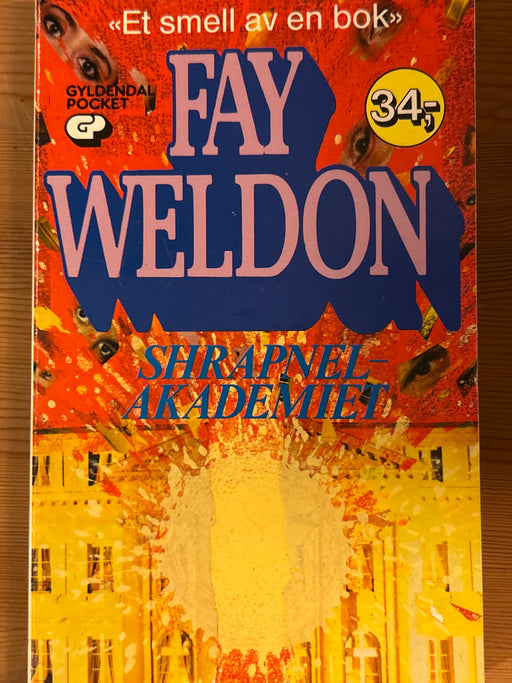 «Et smell av en bok»
GYLDENDAL
POCKET
GP
34,-
FAY
WELDON
SHRAPNEL-
AKADEMIET